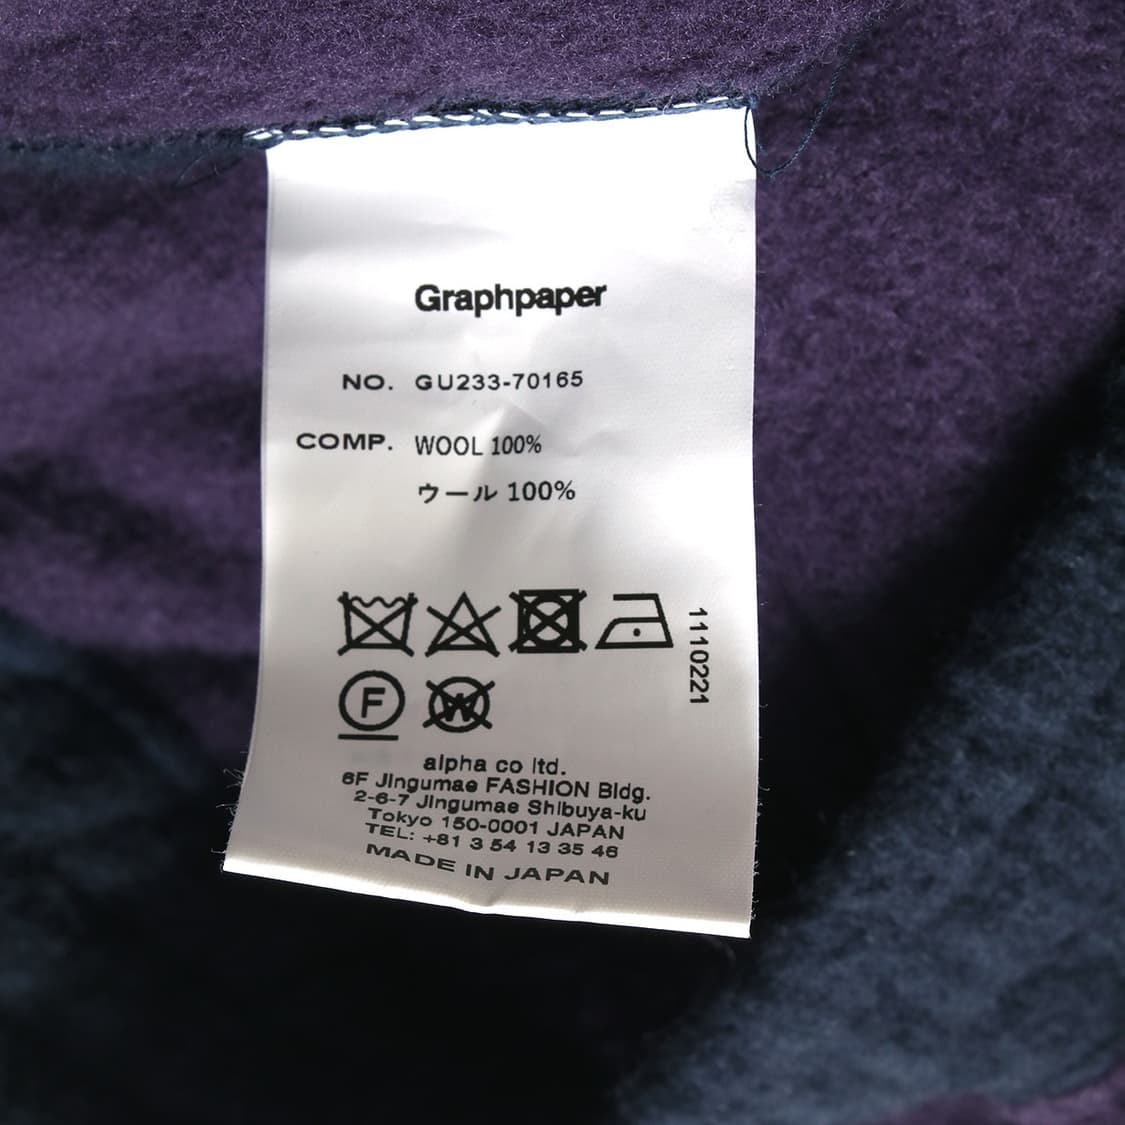 Graphpaper
NO. GU233-70165
COMP. WOOL 100%
ウール 100%
1110221
F
W
alpha co ltd.
6F Jingumae FASHION Bldg.
2-6-7 Jingumae Shibuya-ku
Tokyo 150-0001 JAPAN
TEL: +81 3 54 13 35 46
MADE IN JAPAN